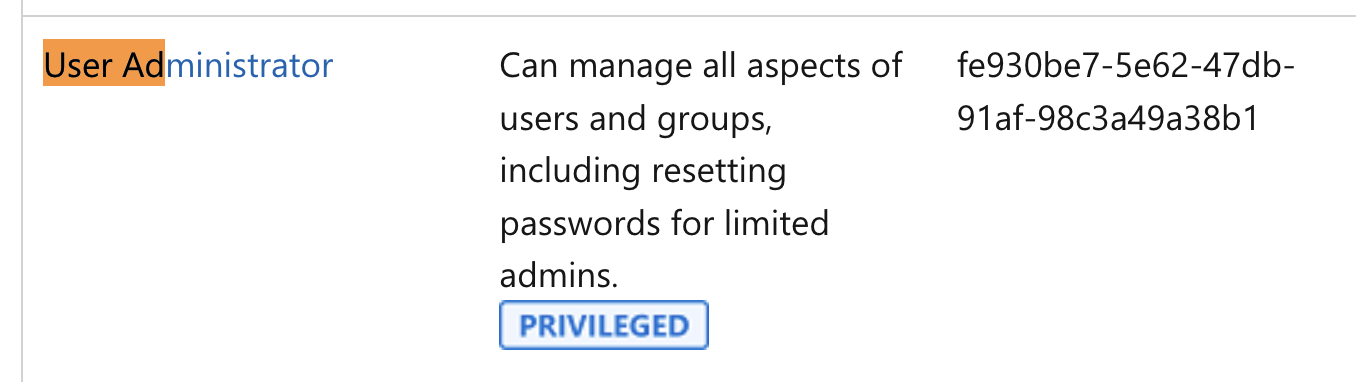 User Administrator
Can manage all aspects of
users and groups,
including resetting
passwords for limited
admins.
PRIVILEGED
fe930be7-5e62-47db-
91af-98c3a49a38b1